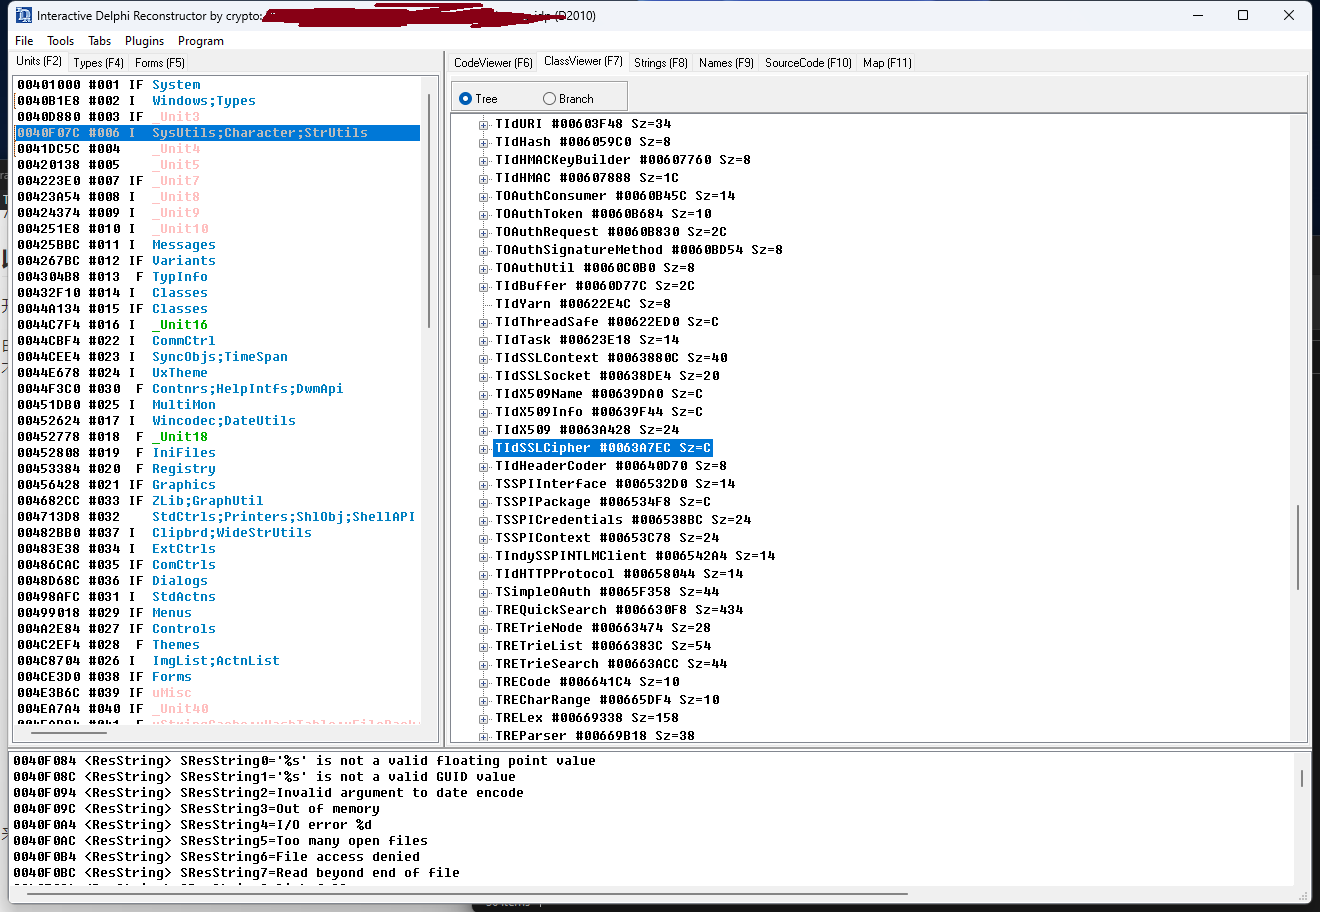 Interactive Delphi Reconstructor by crypto: (D2010)
File Tools Tabs Plugins Program
Units (F2) Types (F4) Forms (F5)
00401000 #001 IF System
0040B1E8 #002 I Windows;Types
0040D880 #003 IF _Unit3
0040F07C #006 I SysUtils;Character;StrUtils
0041DC5C #004 _Unit4
00420138 #005 _Unit5
004223E0 #007 IF _Unit7
00423A54 #008 I _Unit8
00424374 #009 I _Unit9
004251E8 #010 I _Unit10
00425BBC #011 I Messages
004267BC #012 IF Variants
004304B8 #013 F TypInfo
00432F10 #014 I Classes
0044A134 #015 IF Classes
0044C7F4 #016 I _Unit16
0044CBF4 #022 I CommCtrl
0044CEE4 #023 I SyncObjs;TimeSpan
0044E678 #024 I UxTheme
0044F3C0 #030 F Contnrs;HelpIntfs;DwmApi
00451DB0 #025 I MultiMon
00452624 #017 I Wincodec;DateUtils
00452778 #018 F _Unit18
00452808 #019 F IniFiles
00453384 #020 F Registry
00456428 #021 IF Graphics
004682CC #033 IF ZLib;GraphUtil
004713D8 #032 StdCtrls;Printers;ShlObj;ShellAPI
00482BB0 #037 I Clipbrd;WideStrUtils
00483E38 #034 I ExtCtrls
00486CAC #035 IF ComCtrls
0048D68C #036 IF Dialogs
00498AFC #031 I StdActns
00499018 #029 IF Menus
004A2E84 #027 IF Controls
004C2EF4 #028 F Themes
004C8704 #026 I ImgList;ActnList
004CE3D0 #038 IF Forms
004E3B6C #039 IF uMisc
004EA7A4 #040 IF _Unit40
CodeViewer (F6) ClassViewer (F7) Strings (F8) Names (F9) SourceCode (F10) Map (F11)
Tree Branch
TIdURI #00603F48 Sz=34
TIdHash #006059C0 Sz=8
TIdHMACKeyBuilder #00607760 Sz=8
TIdHMAC #00607888 Sz=1C
TOAuthConsumer #0060B45C Sz=14
TOAuthToken #0060B684 Sz=10
TOAuthRequest #0060B830 Sz=2C
TOAuthSignatureMethod #0060BD54 Sz=8
TOAuthUtil #0060C0B0 Sz=8
TIdBuffer #0060D77C Sz=2C
TIdYarn #00622E4C Sz=8
TIdThreadSafe #00622ED0 Sz=C
TIdTask #00623E18 Sz=14
TIdSSLContext #0063880C Sz=40
TIdSSLSocket #00638DE4 Sz=20
TIdX509Name #00639DA0 Sz=C
TIdX509Info #00639F44 Sz=C
TIdX509 #0063A428 Sz=24
TIdSSLCipher #0063A7EC Sz=C
TIdHeaderCoder #00640D70 Sz=8
TSSPIInterface #006532D0 Sz=14
TSSPIPackage #006534F8 Sz=C
TSSPICredentials #006538BC Sz=24
TSSPIContext #00653C78 Sz=24
TIndySSPINTLMClient #006542A4 Sz=14
TIdHTTPProtocol #00658044 Sz=14
TSimpleOAuth #0065F358 Sz=44
TREQuickSearch #006630F8 Sz=434
TRETrieNode #00663474 Sz=28
TRETrieList #0066383C Sz=54
TRETrieSearch #00663ACC Sz=44
TRECode #006641C4 Sz=10
TRECharRange #00665DF4 Sz=10
TRELex #00669338 Sz=158
TREParser #00669B18 Sz=38
0040F084 <ResString> SResString0='%s' is not a valid floating point value
0040F08C <ResString> SResString1='%s' is not a valid GUID value
0040F094 <ResString> SResString2=Invalid argument to date encode
0040F09C <ResString> SResString3=Out of memory
0040F0A4 <ResString> SResString4=I/O error %d
0040F0AC <ResString> SResString5=Too many open files
0040F0B4 <ResString> SResString6=File access denied
0040F0BC <ResString> SResString7=Read beyond end of file